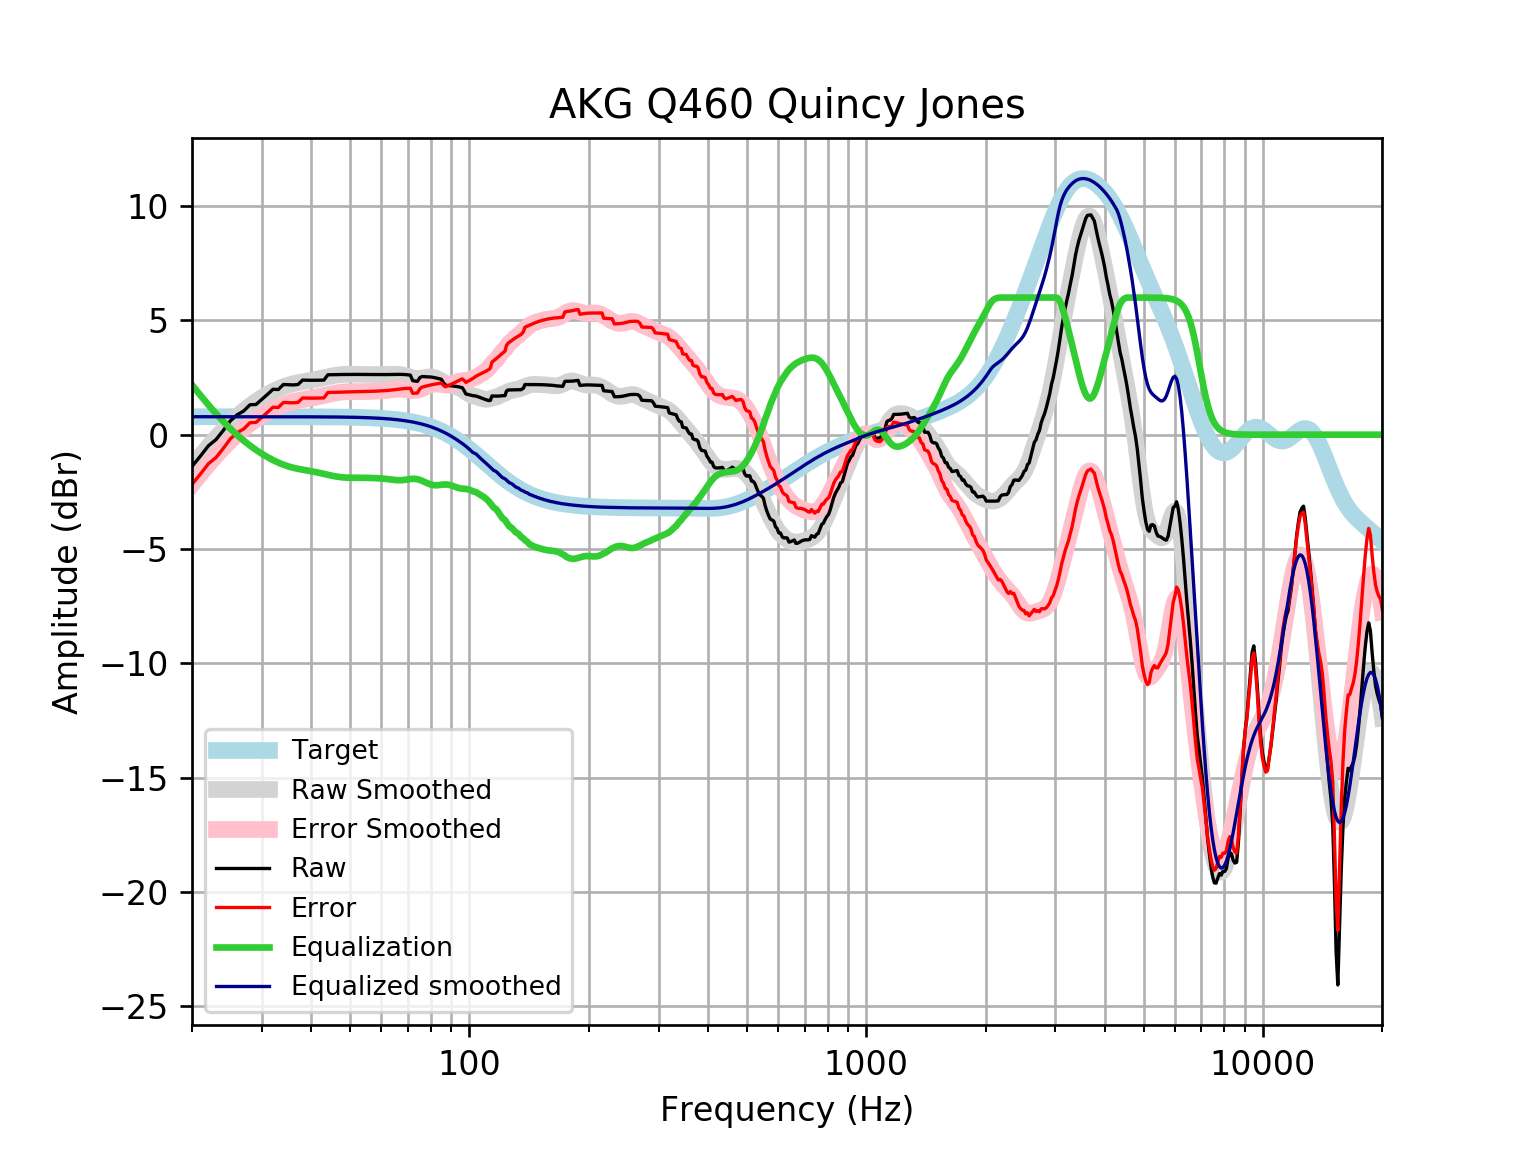 AKG Q460 Quincy Jones
Amplitude (dBr)
10
5
0
−5
−10
−15
−20
−25
Target
Raw Smoothed
Error Smoothed
Raw
Error
Equalization
Equalized smoothed
100
1000
10000
Frequency (Hz)